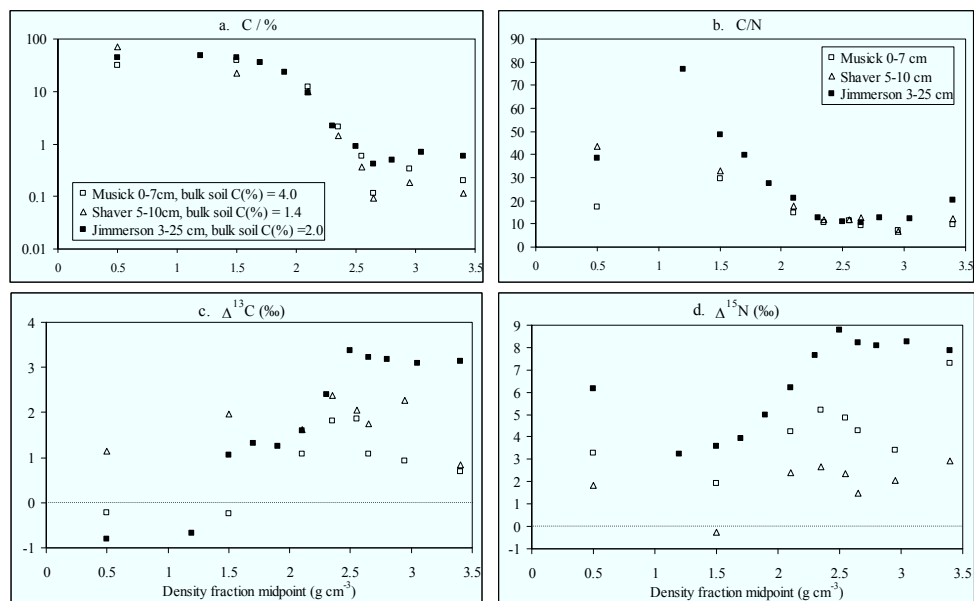 a. C / %
100
10
1
0.1
0.01
0 0.5 1 1.5 2 2.5 3 3.5
Musick 0-7cm, bulk soil C(%) = 4.0
Shaver 5-10cm, bulk soil C(%) = 1.4
Jimmerson 3-25 cm, bulk soil C(%) =2.0
b. C/N
90
80
70
60
50
40
30
20
10
0
0 0.5 1 1.5 2 2.5 3 3.5
Musick 0-7 cm
Shaver 5-10 cm
Jimmerson 3-25 cm
c. Δ¹³C (‰)
4
3
2
1
0
-1
0 0.5 1 1.5 2 2.5 3 3.5
Density fraction midpoint (g cm⁻³)
d. Δ¹⁵N (‰)
9
8
7
6
5
4
3
2
1
0
-1
0 0.5 1 1.5 2 2.5 3 3.5
Density fraction midpoint (g cm⁻³)